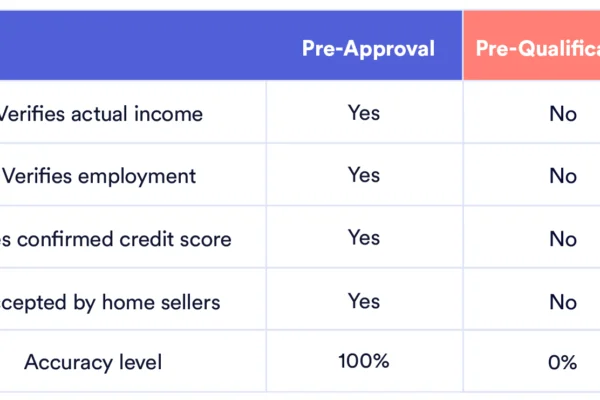 Pre-Approval Pre-Qualifica
Verifies actual income Yes No
Verifies employment Yes No
s confirmed credit score Yes No
cepted by home sellers Yes No
Accuracy level 100% 0%